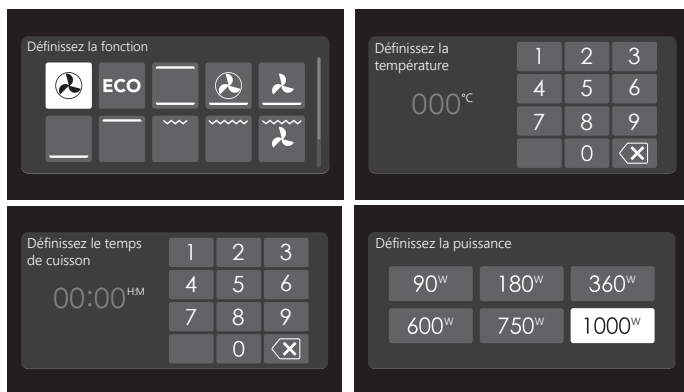 Définissez la fonction
ECO
Définissez la
température
000°C
1 2 3
4 5 6
7 8 9
0
Définissez le temps
de cuisson
00:00 H:M
1 2 3
4 5 6
7 8 9
0
Définissez la puissance
90W 180W 360W
600W 750W 1000W